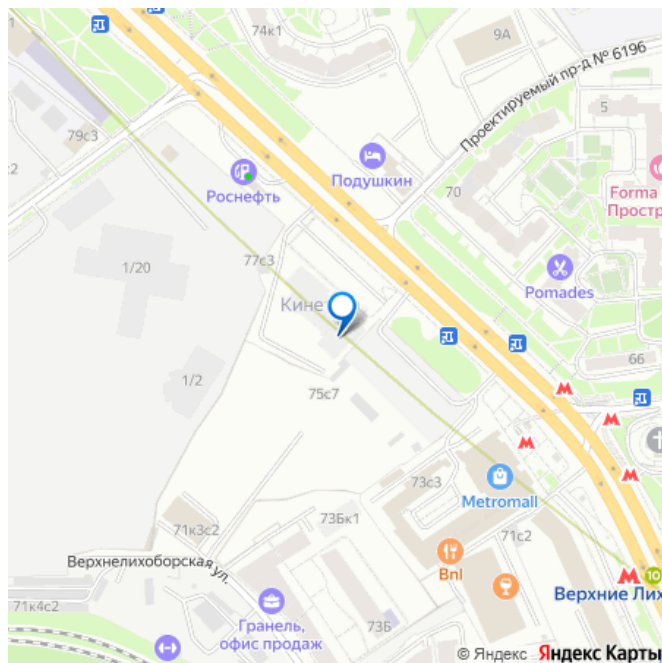 74к1
9А
Проектируемый пр-д № 6196
5
79с3
Роснефть
Подушкин
70
Forma
Простр
2
1/20
77с3
Кине
Pomades
1/2
66
75с7
73с3
Metromall
71к3с2
73Бк1
71с2
Верхнелихоборская ул.
Bnl
10
Верхние Лих
71к4с2
Гранель,
офис продаж
73Б
© Яндекс Яндекс Карты